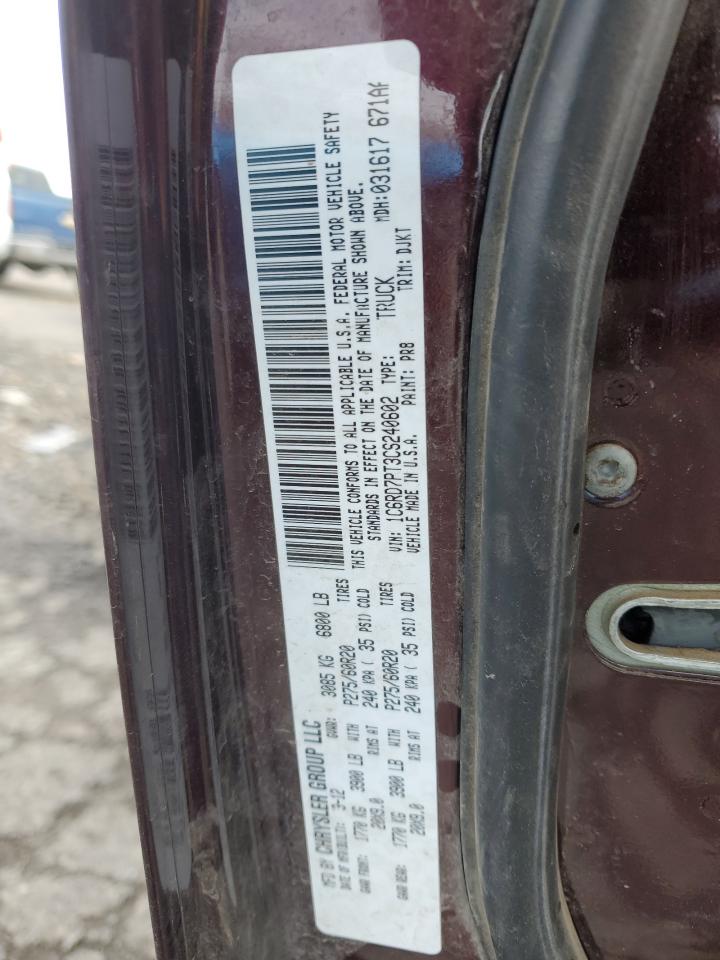 MFD BY CHRYSLER GROUP LLC
DATE OF MFR(BUILT): 3-12 GVWR: 3085 KG 6800 LB
GAWR FRONT: 1770 KG 3900 LB WITH P275/60R20 TIRES
20X9.0 RIMS AT 240 KPA ( 35 PSI) COLD
GAWR REAR: 1770 KG 3900 LB WITH P275/60R20 TIRES
20X9.0 RIMS AT 240 KPA ( 35 PSI) COLD
THIS VEHICLE CONFORMS TO ALL APPLICABLE U.S.A. FEDERAL MOTOR VEHICLE SAFETY
STANDARDS IN EFFECT ON THE DATE OF MANUFACTURE SHOWN ABOVE.
VIN: 1C6RD7PT3CS240602 TYPE: TRUCK MDH:031617 671AA
VEHICLE MADE IN U.S.A. PAINT: PR8 TRIM: DJKT